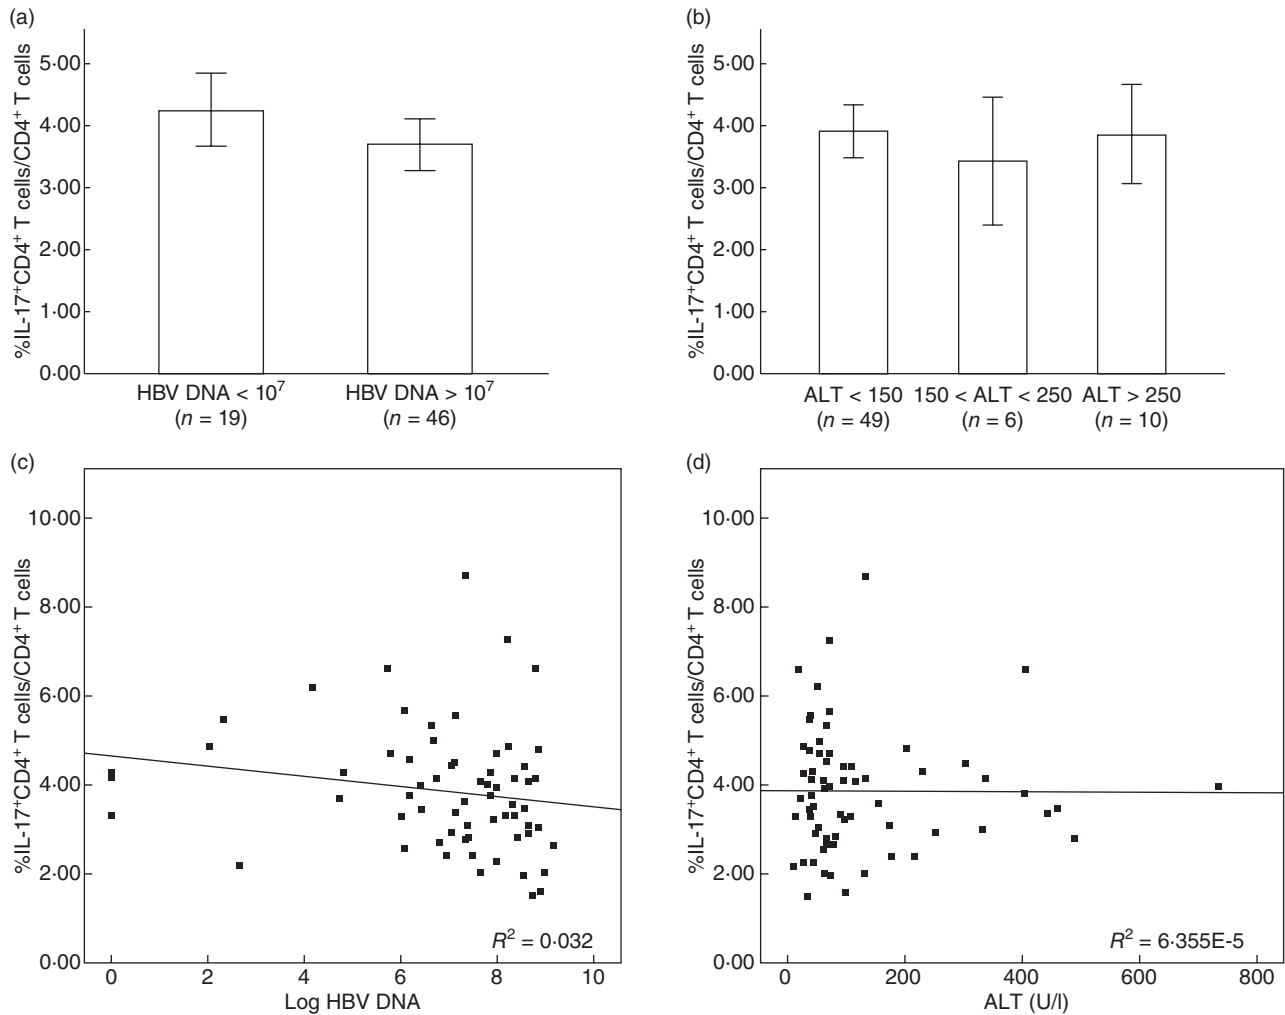 (a)
%IL-17⁺CD4⁺ T cells/CD4⁺ T cells
5·00
4·00
3·00
2·00
1·00
0·00
HBV DNA < 10⁷
(n = 19)
HBV DNA > 10⁷
(n = 46)
(b)
%IL-17⁺CD4⁺ T cells/CD4⁺ T cells
5·00
4·00
3·00
2·00
1·00
0·00
ALT < 150
(n = 49)
150 < ALT < 250
(n = 6)
ALT > 250
(n = 10)
(c)
%IL-17⁺CD4⁺ T cells/CD4⁺ T cells
10·00
8·00
6·00
4·00
2·00
0·00
R² = 0·032
0 2 4 6 8 10
Log HBV DNA
(d)
%IL-17⁺CD4⁺ T cells/CD4⁺ T cells
10·00
8·00
6·00
4·00
2·00
0·00
R² = 6·355E-5
0 200 400 600 800
ALT (U/l)